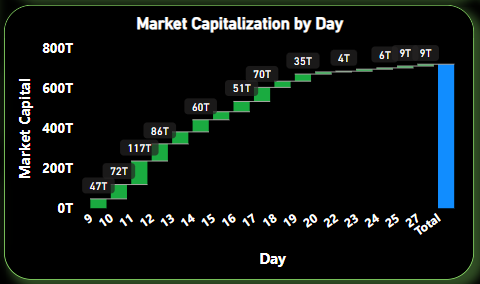 Market Capitalization by Day
Market Capital
800T
600T
400T
200T
0T
47T
72T
117T
86T
60T
51T
70T
35T
4T
6T
9T
9T
9 10 11 12 13 14 15 16 17 18 19 20 22 23 24 25 27 Total
Day